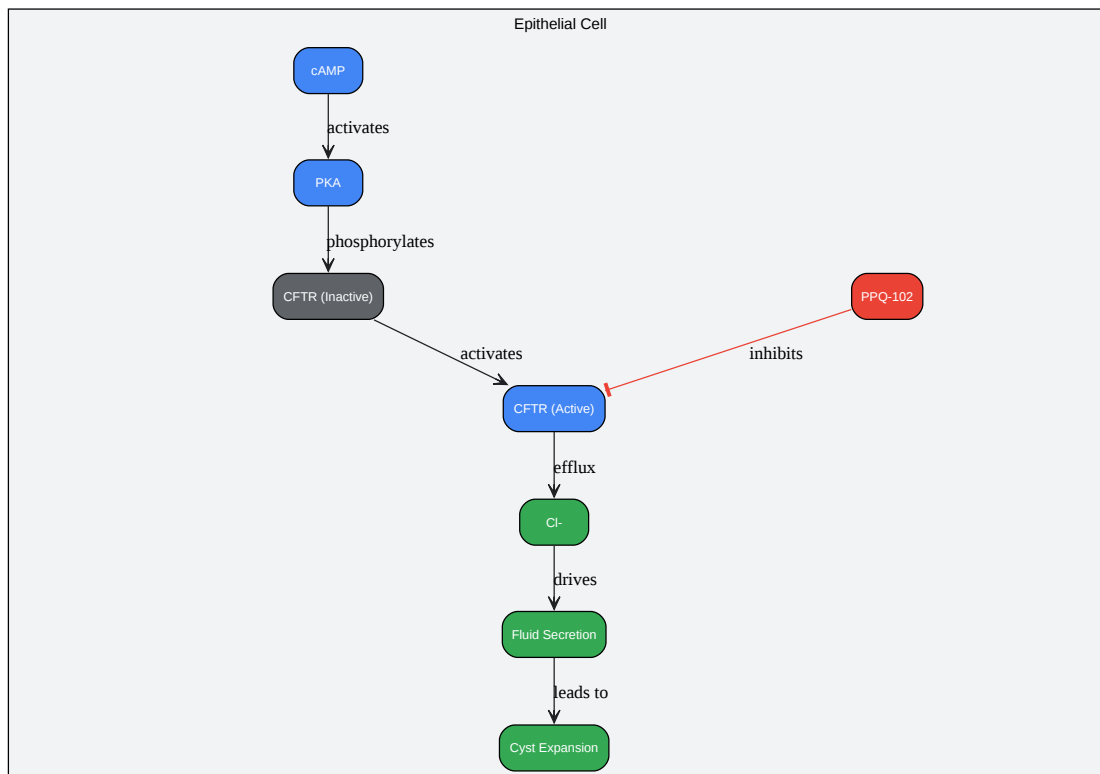 Epithelial Cell
cAMP
activates
PKA
phosphorylates
CFTR (Inactive)
PPQ-102
activates
inhibits
CFTR (Active)
efflux
Cl-
drives
Fluid Secretion
leads to
Cyst Expansion